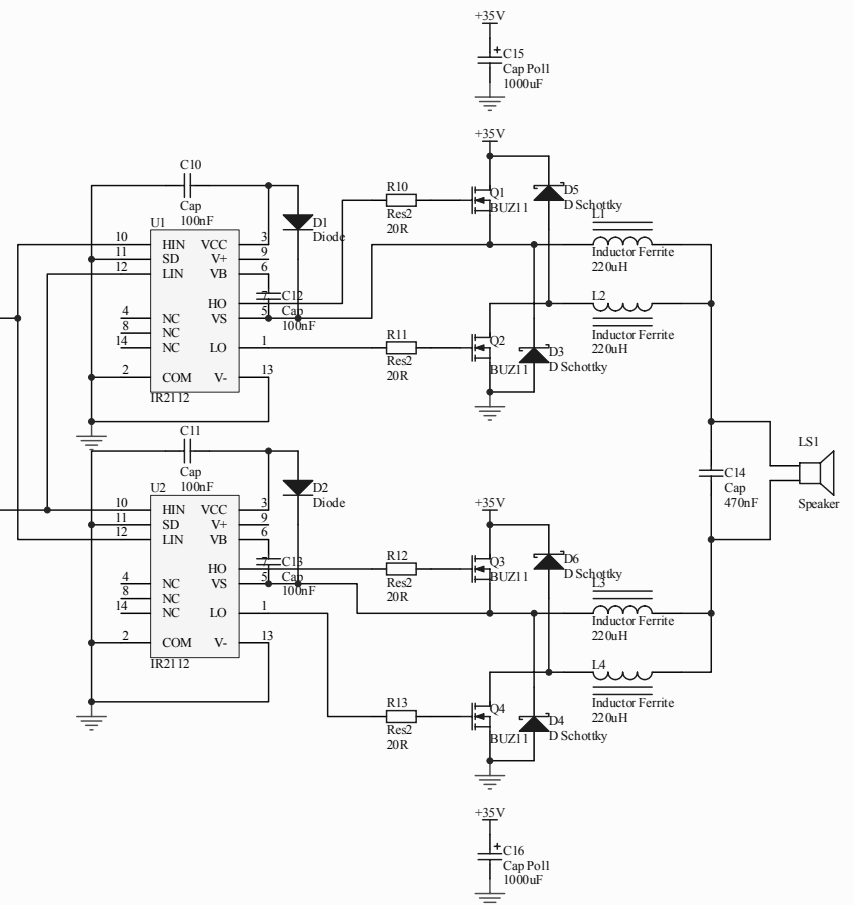 +35V
C15
Cap Poll
1000uF
+35V
C10
Cap
100nF
U1
10 HIN VCC 3
11 SD V+ 9
12 LIN VB 6
HO 7
4 NC VS 5
8 NC
14 NC LO 1
2 COM V- 13
IR2112
D1
Diode
C12
Cap
100nF
R10
Res2
20R
Q1
BUZ11
D5
D Schottky
L1
Inductor Ferrite
220uH
L2
Inductor Ferrite
220uH
R11
Res2
20R
Q2
BUZ11
D3
D Schottky
C11
Cap
100nF
U2
10 HIN VCC 3
11 SD V+ 9
12 LIN VB 6
HO 7
4 NC VS 5
8 NC
14 NC LO 1
2 COM V- 13
IR2112
D2
Diode
C13
Cap
100nF
C14
Cap
470nF
LS1
Speaker
+35V
R12
Res2
20R
Q3
BUZ11
D6
D Schottky
L3
Inductor Ferrite
220uH
L4
Inductor Ferrite
220uH
R13
Res2
20R
Q4
BUZ11
D4
D Schottky
+35V
C16
Cap Poll
1000uF